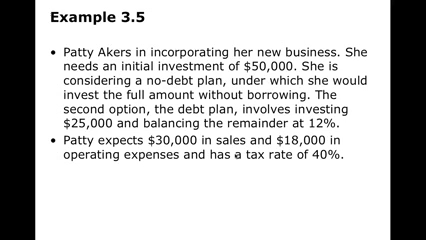 Example 3.5
• Patty Akers in incorporating her new business. She
needs an initial investment of $50,000. She is
considering a no-debt plan, under which she would
invest the full amount without borrowing. The
second option, the debt plan, involves investing
$25,000 and balancing the remainder at 12%.
• Patty expects $30,000 in sales and $18,000 in
operating expenses and has a tax rate of 40%.